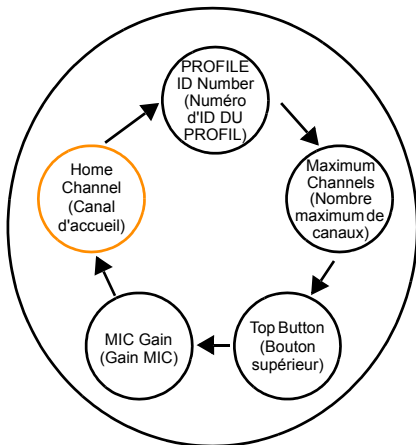 PROFILE
ID Number
(Numéro
d'ID DU
PROFIL)
Maximum
Channels
(Nombre
maximum de
canaux)
Top Button
(Bouton
supérieur)
MIC Gain
(Gain MIC)
Home
Channel
(Canal
d'accueil)